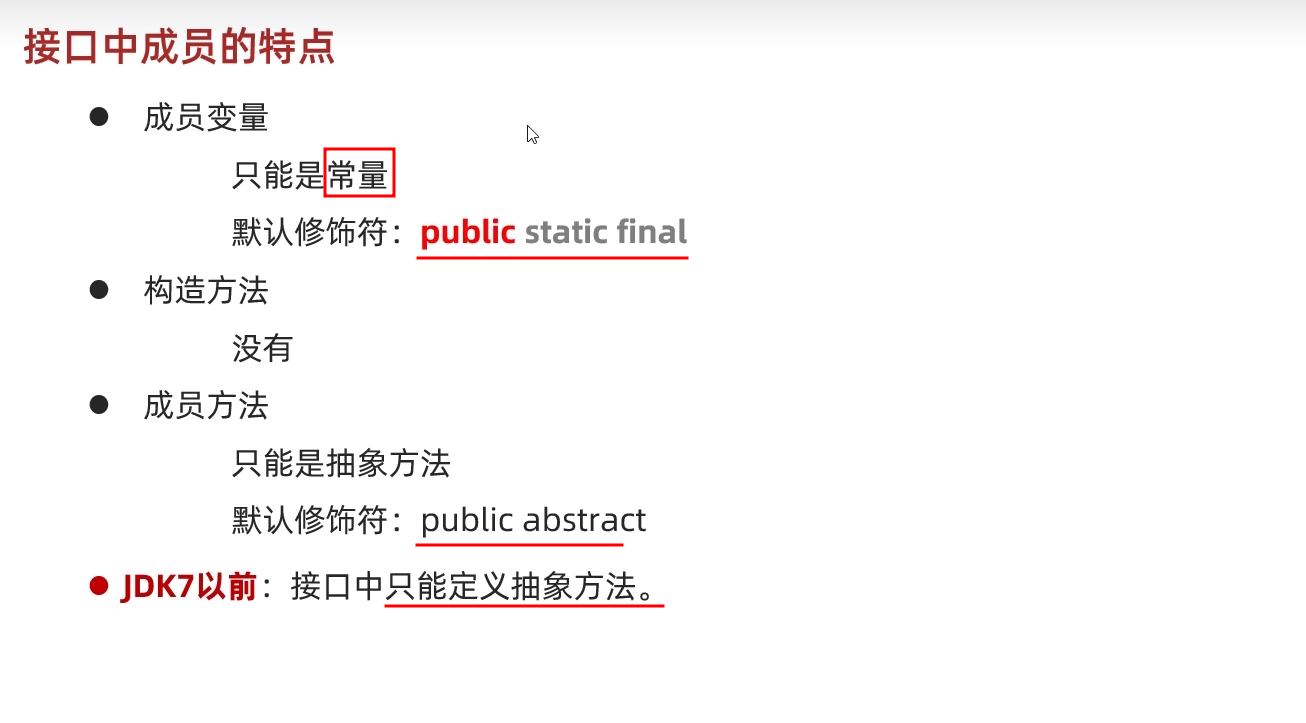 接口中成员的特点
● 成员变量
只能是常量
默认修饰符：public static final
● 构造方法
没有
● 成员方法
只能是抽象方法
默认修饰符：public abstract
● JDK7以前：接口中只能定义抽象方法。